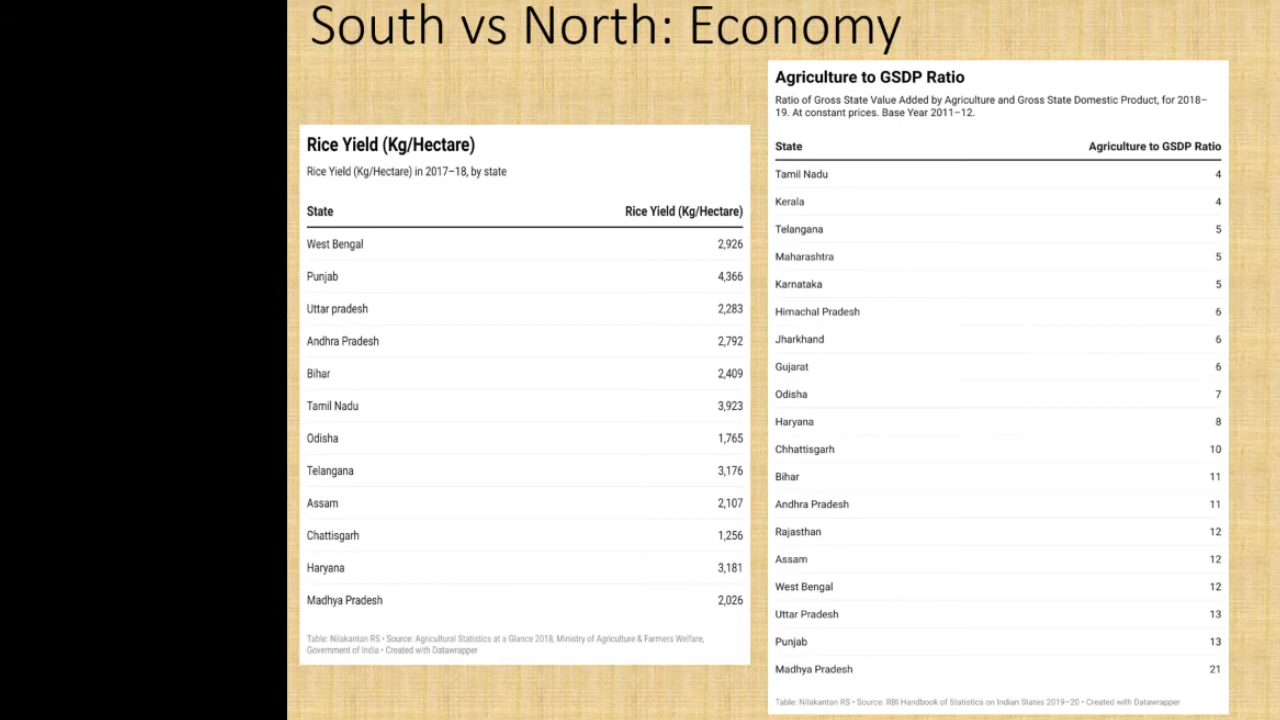 South vs North: Economy
Rice Yield (Kg/Hectare)
Rice Yield (Kg/Hectare) in 2017–18, by state
State Rice Yield (Kg/Hectare)
West Bengal 2,926
Punjab 4,366
Uttar pradesh 2,283
Andhra Pradesh 2,792
Bihar 2,409
Tamil Nadu 3,923
Odisha 1,765
Telangana 3,176
Assam 2,107
Chattisgarh 1,256
Haryana 3,181
Madhya Pradesh 2,026
Table: Nilakantan RS • Source: Agricultural Statistics at a Glance 2018, Ministry of Agriculture & Farmers Welfare,
Government of India • Created with Datawrapper
Agriculture to GSDP Ratio
Ratio of Gross State Value Added by Agriculture and Gross State Domestic Product, for 2018–
19. At constant prices. Base Year 2011–12.
State Agriculture to GSDP Ratio
Tamil Nadu 4
Kerala 4
Telangana 5
Maharashtra 5
Karnataka 5
Himachal Pradesh 6
Jharkhand 6
Gujarat 6
Odisha 7
Haryana 8
Chhattisgarh 10
Bihar 11
Andhra Pradesh 11
Rajasthan 12
Assam 12
West Bengal 12
Uttar Pradesh 13
Punjab 13
Madhya Pradesh 21
Table: Nilakantan RS • Source: RBI Handbook of Statistics on Indian States 2019–20 • Created with Datawrapper